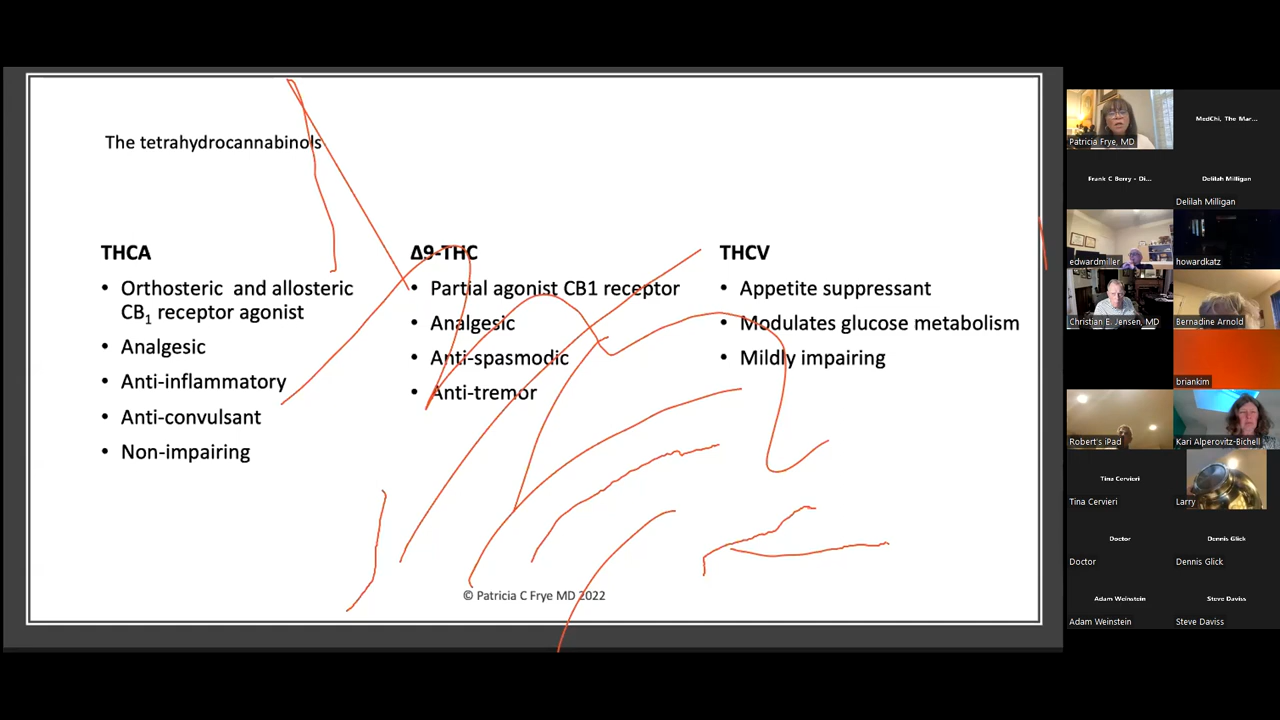 The tetrahydrocannabinols
THCA
• Orthosteric and allosteric
CB1 receptor agonist
• Analgesic
• Anti-inflammatory
• Anti-convulsant
• Non-impairing
Δ9-THC
• Partial agonist CB1 receptor
• Analgesic
• Anti-spasmodic
• Anti-tremor
THCV
• Appetite suppressant
• Modulates glucose metabolism
• Mildly impairing
© Patricia C Frye MD 2022
Patricia Frye, MD
MedChi, The Mar...
Frank C Berry - Di...
Delilah Milligan
Delilah Milligan
edwardmiller
howardkatz
Christian E. Jensen, MD
Bernadine Arnold
briankim
Robert's iPad
Kari Alperovitz-Bichell
Tina Cervieri
Tina Cervieri
Larry
Doctor
Dennis Glick
Doctor
Dennis Glick
Adam Weinstein
Steve Daviss
Adam Weinstein
Steve Daviss